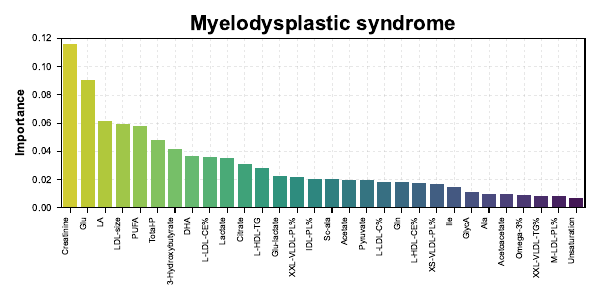 Myelodysplastic syndrome
Importance
0.12
0.10
0.08
0.06
0.04
0.02
0.00
Creatinine
Glu
LA
LDL-size
PUFA
Total-P
3-Hydroxybutyrate
DHA
L-LDL-CE%
Lactate
Citrate
L-HDL-TG
Glu-lactate
XXL-VLDL-PL%
IDL-PL%
Sc-ala
Acetate
Pyruvate
L-LDL-C%
Gln
L-HDL-CE%
XS-VLDL-PL%
Ile
GlycA
Ala
Acetoacetate
Omega-3%
XXL-VLDL-TG%
M-LDL-PL%
Unsaturation